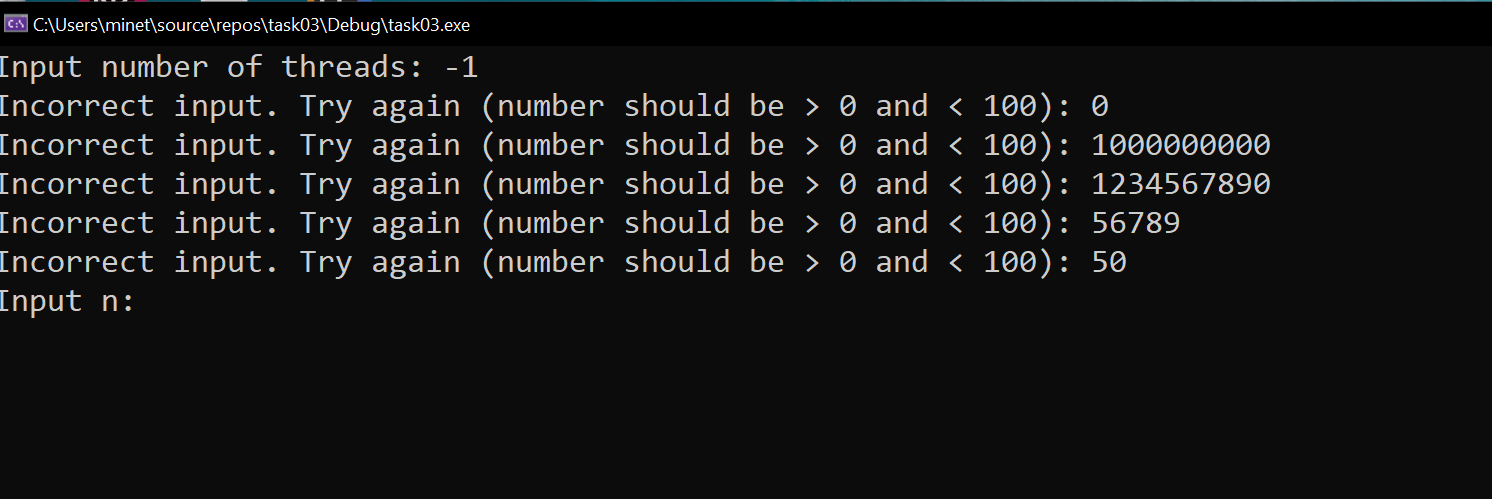 C:\Users\minet\source\repos\task03\Debug\task03.exe
Input number of threads: -1
Incorrect input. Try again (number should be > 0 and < 100): 0
Incorrect input. Try again (number should be > 0 and < 100): 1000000000
Incorrect input. Try again (number should be > 0 and < 100): 1234567890
Incorrect input. Try again (number should be > 0 and < 100): 56789
Incorrect input. Try again (number should be > 0 and < 100): 50
Input n: